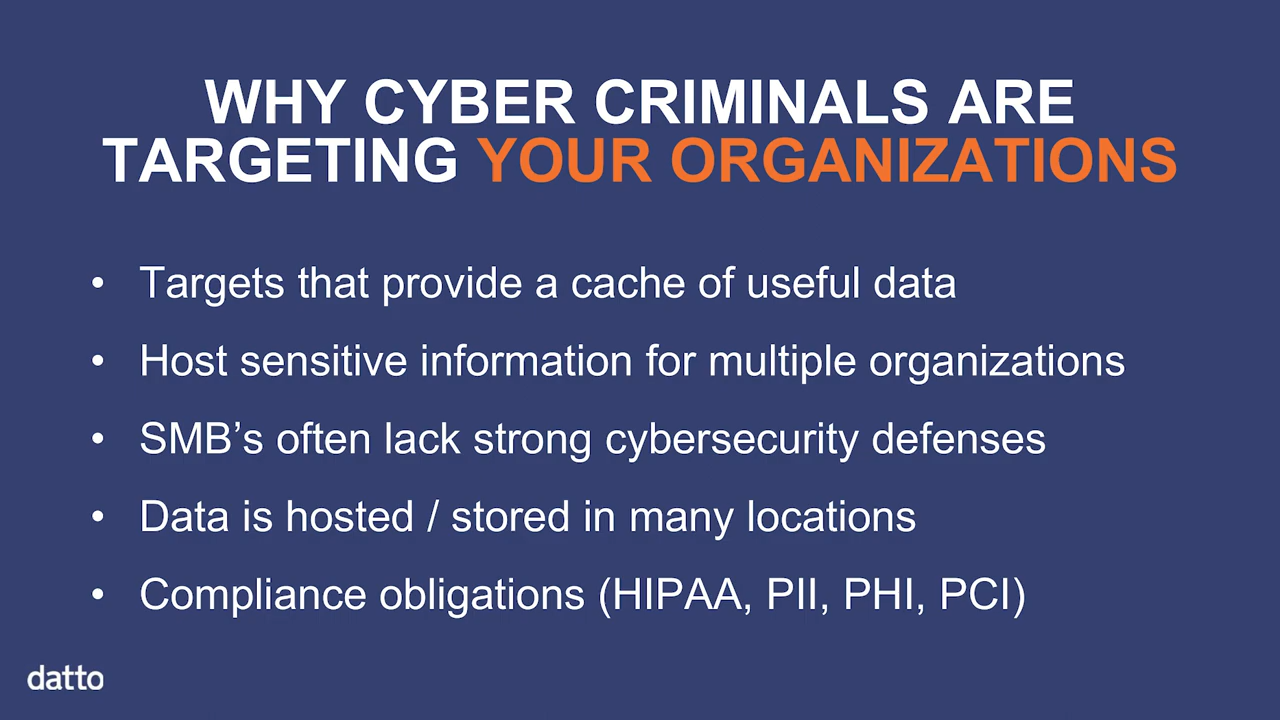 WHY CYBER CRIMINALS ARE
TARGETING YOUR ORGANIZATIONS
• Targets that provide a cache of useful data
• Host sensitive information for multiple organizations
• SMB’s often lack strong cybersecurity defenses
• Data is hosted / stored in many locations
• Compliance obligations (HIPAA, PII, PHI, PCI)
datto